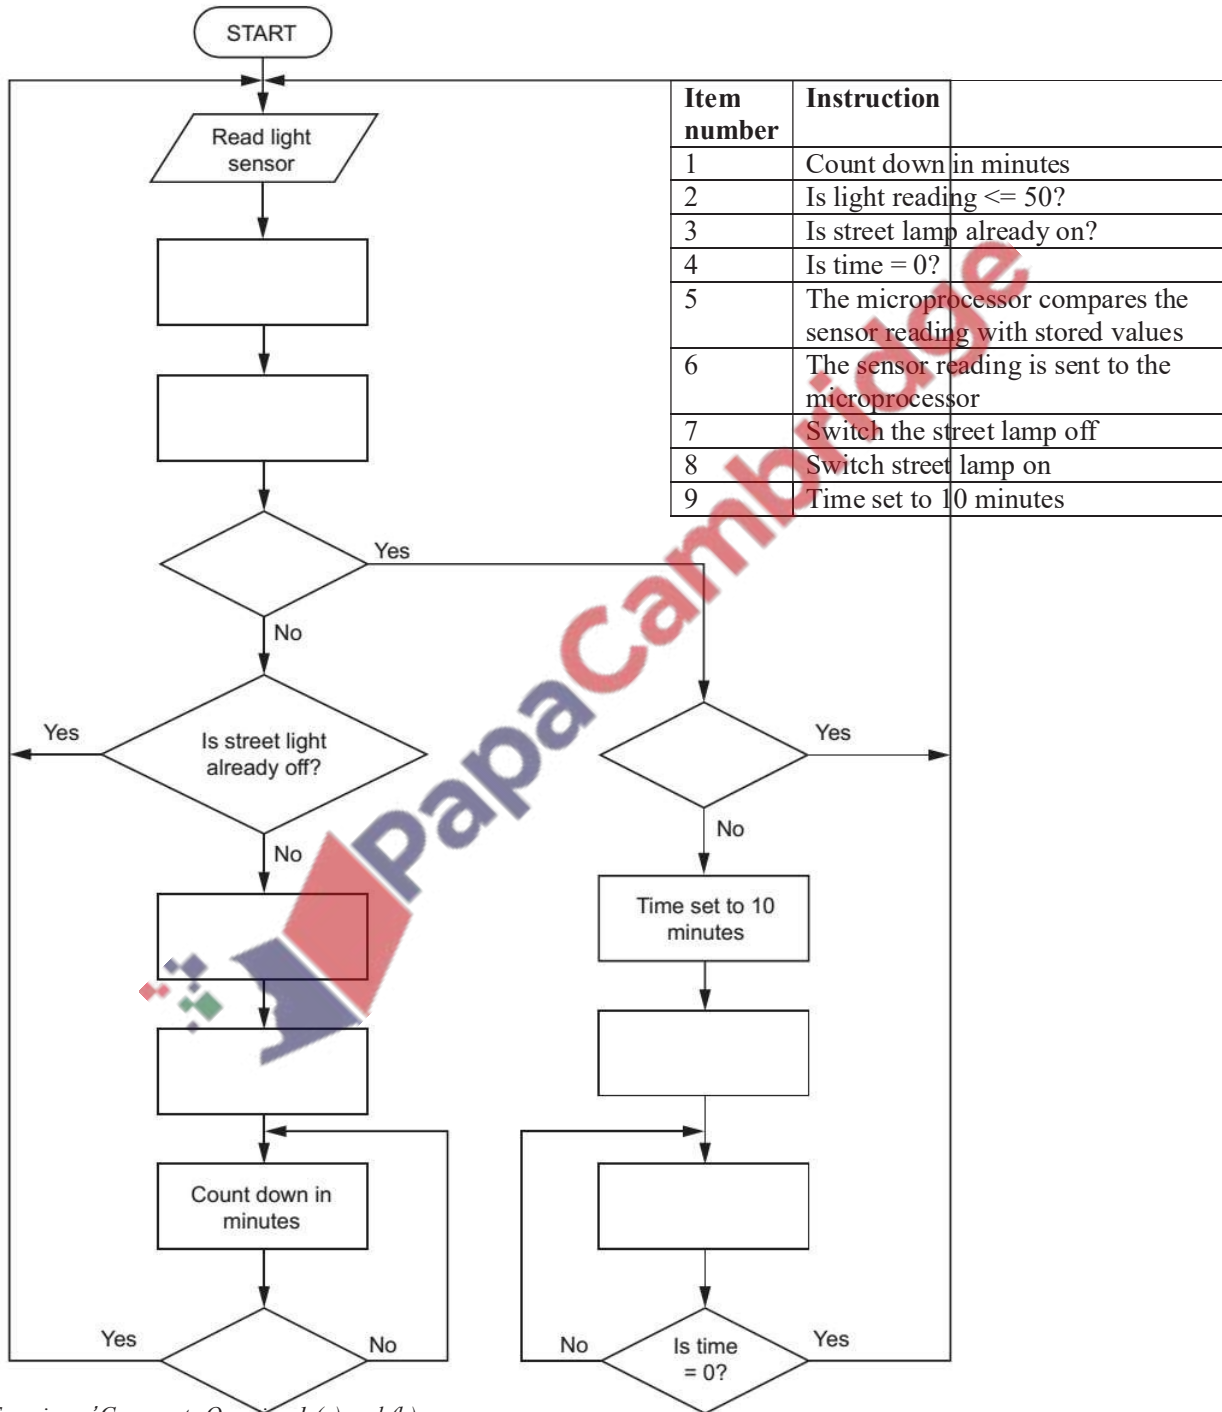 START
Read light
sensor
Item
number
Instruction
1 Count down in minutes
2 Is light reading <= 50?
3 Is street lamp already on?
4 Is time = 0?
5 The microprocessor compares the
sensor reading with stored values
6 The sensor reading is sent to the
microprocessor
7 Switch the street lamp off
8 Switch street lamp on
9 Time set to 10 minutes
Yes
No
Yes
Is street light
already off?
No
Yes
No
Time set to 10
minutes
Count down in
minutes
Yes
No
No
Is time
= 0?
Yes
PapaCambridge